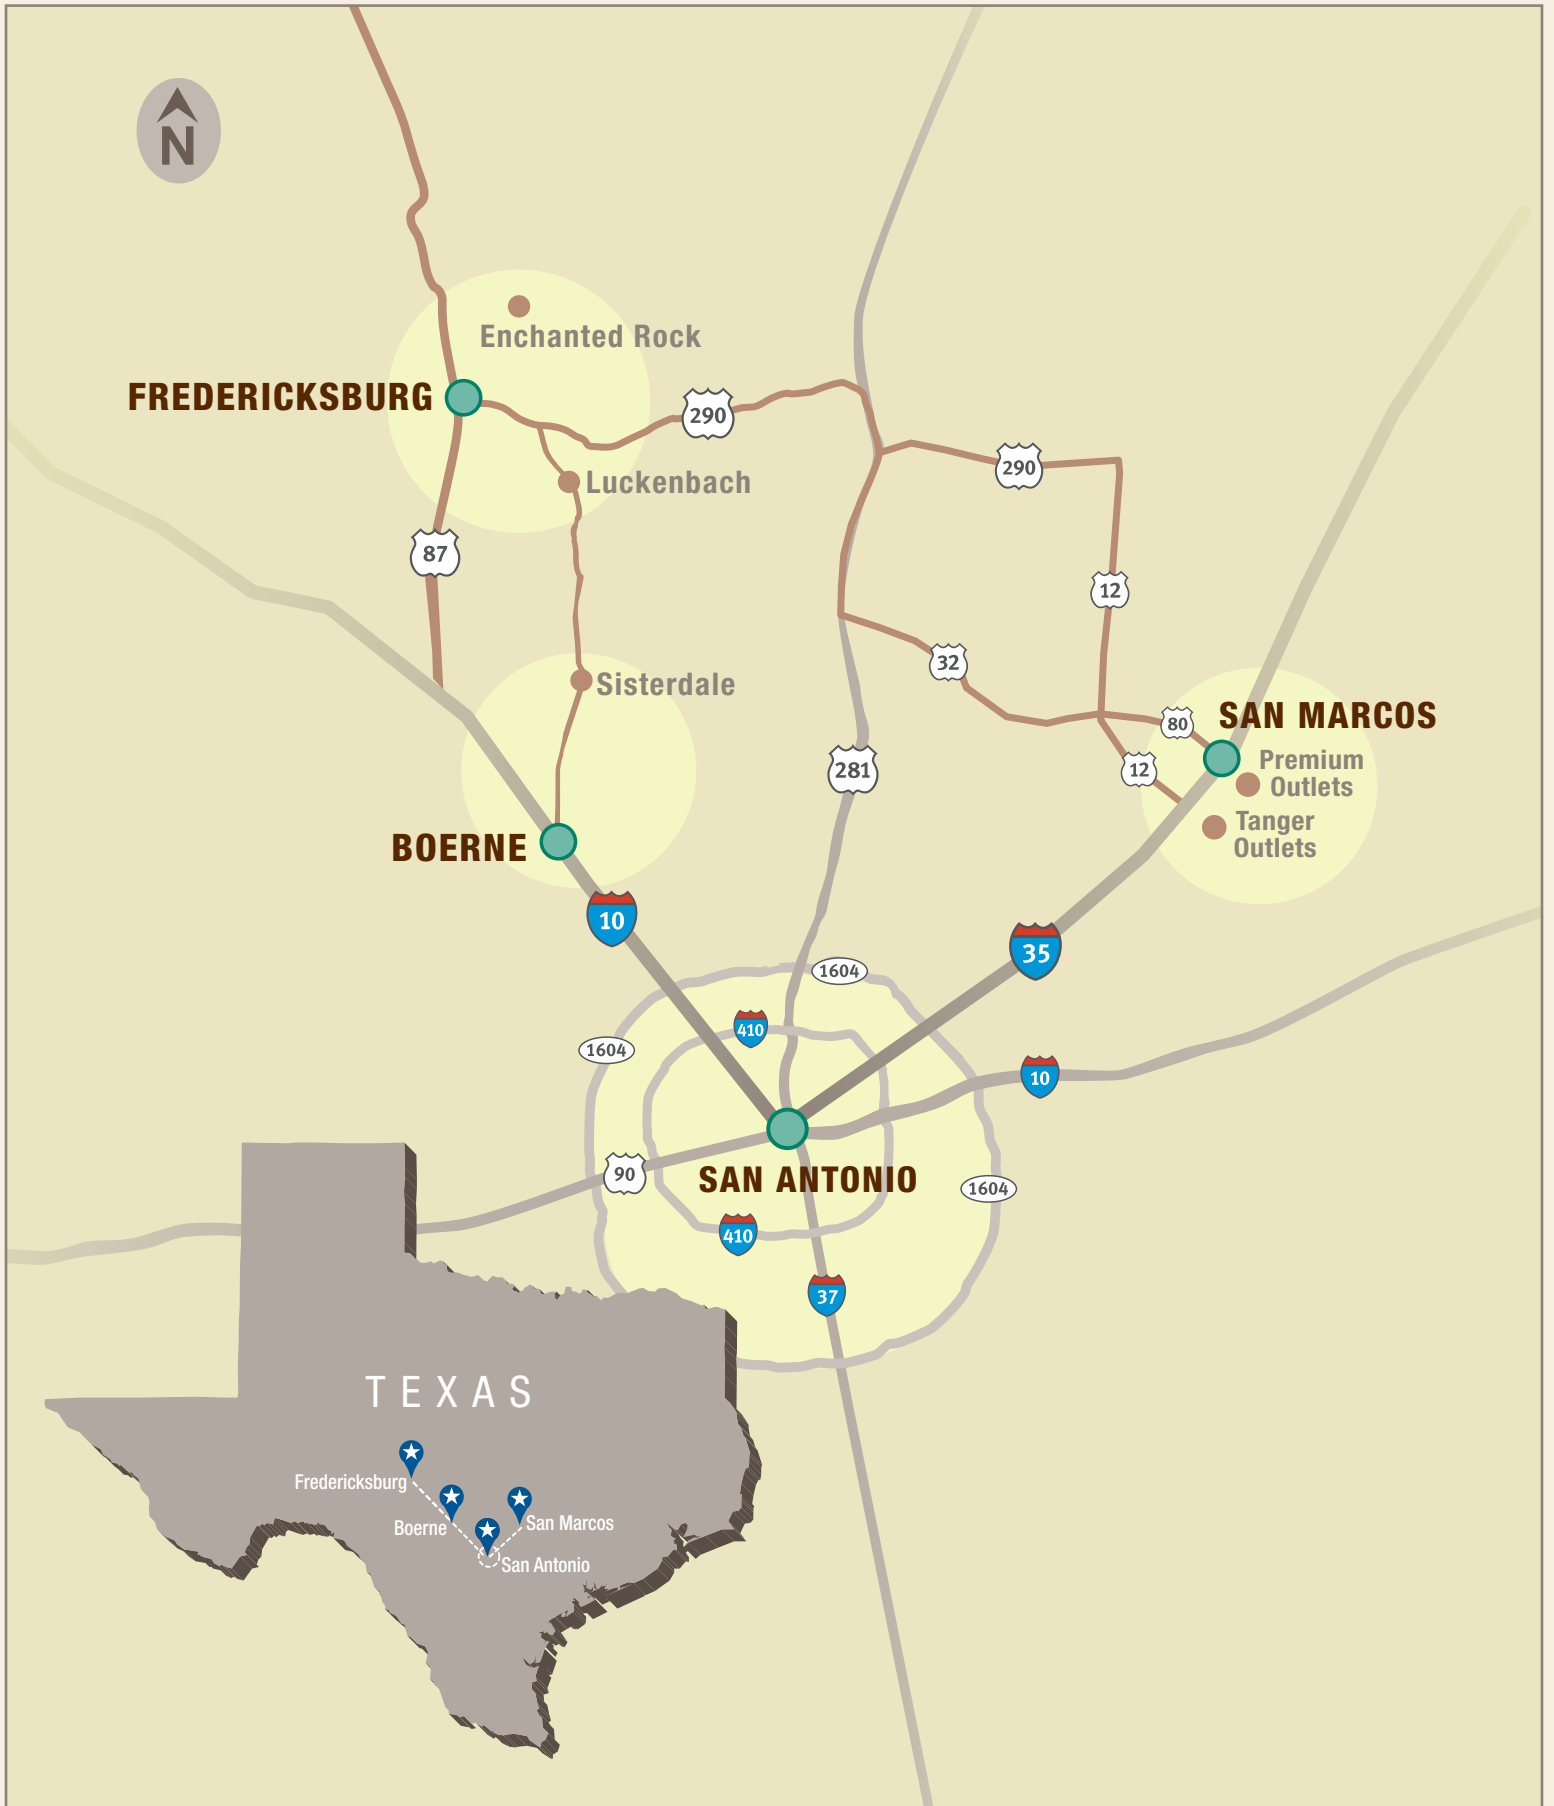 N
Enchanted Rock
FREDERICKSBURG
290
290
Luckenbach
87
12
32
Sisterdale
SAN MARCOS
80
Premium
Outlets
12
281
Tanger
Outlets
BOERNE
10
35
1604
410
1604
10
90
SAN ANTONIO
1604
410
37
TEXAS
Fredericksburg
Boerne
San Marcos
San Antonio